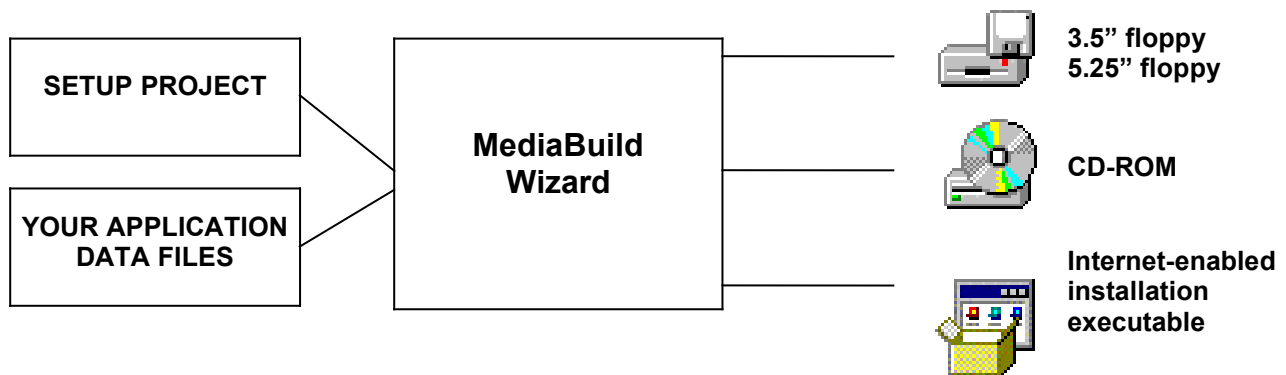 SETUP PROJECT
YOUR APPLICATION
DATA FILES
MediaBuild
Wizard
3.5” floppy
5.25” floppy
CD-ROM
Internet-enabled
installation
executable